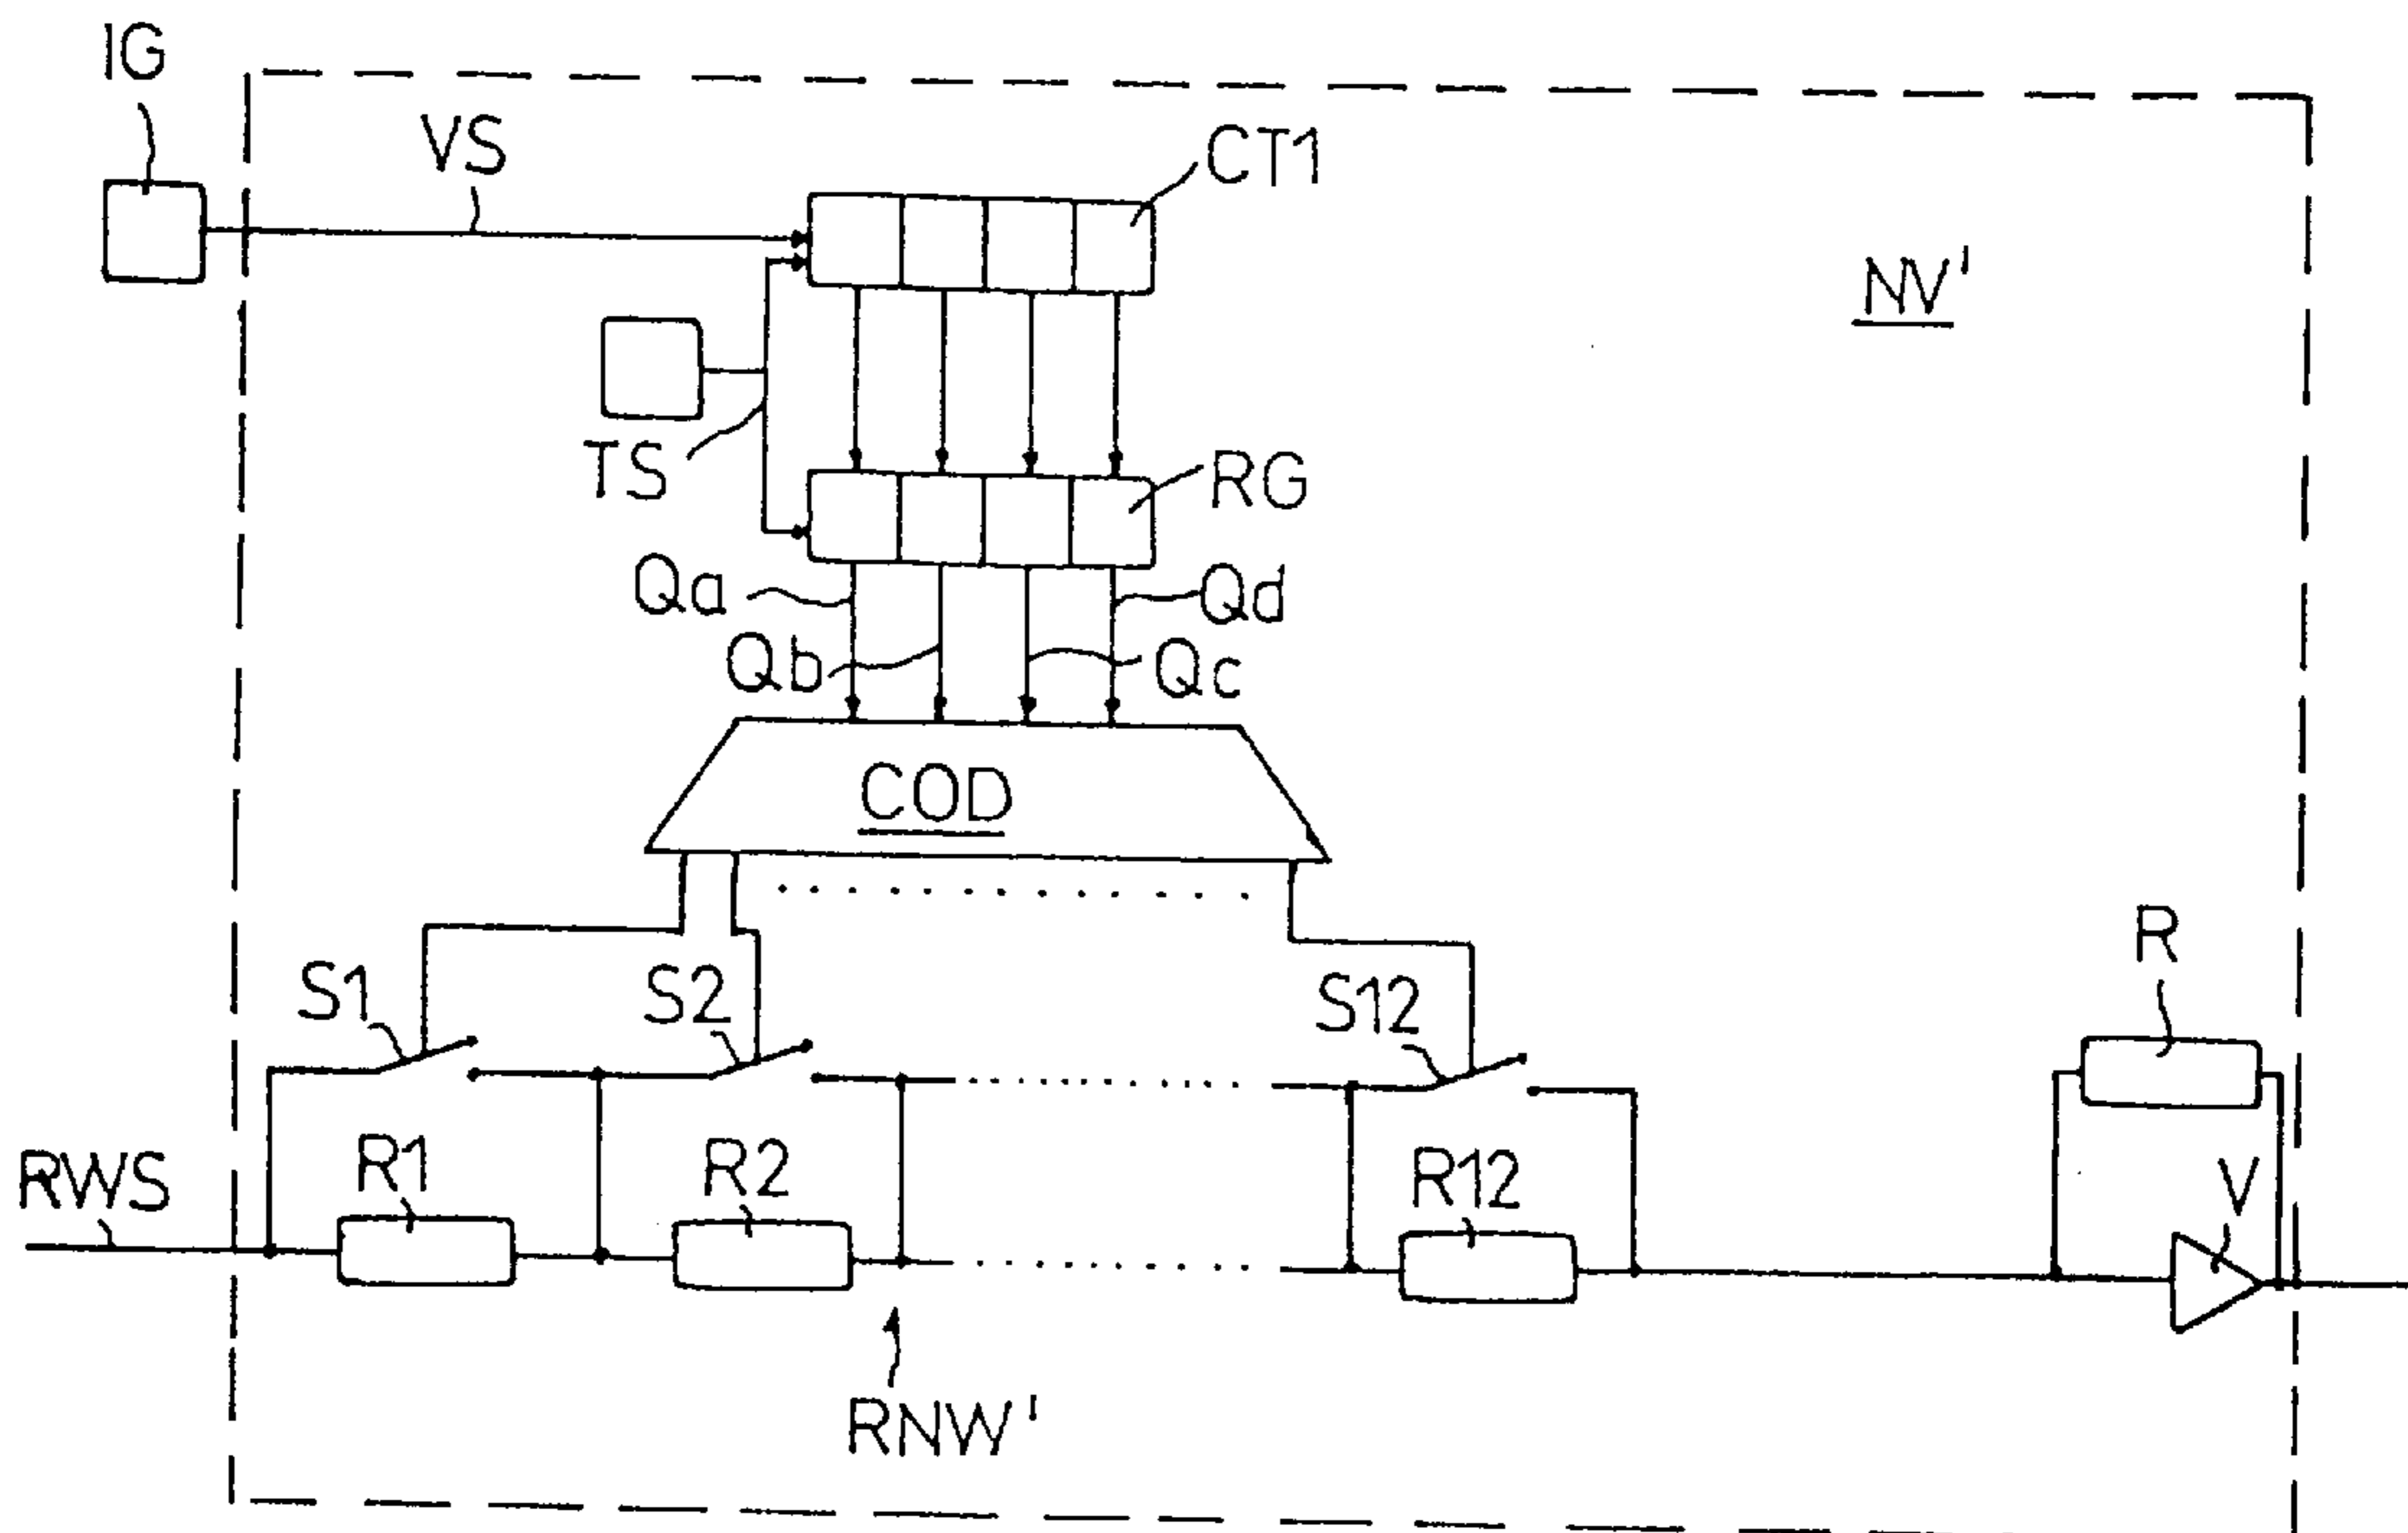 IG
VS
CT1
NV'
TS
RG
Qa
Qd
Qb
Qc
COD
S1
S2
S12
R
RWS
R1
R2
R12
V
RNW'